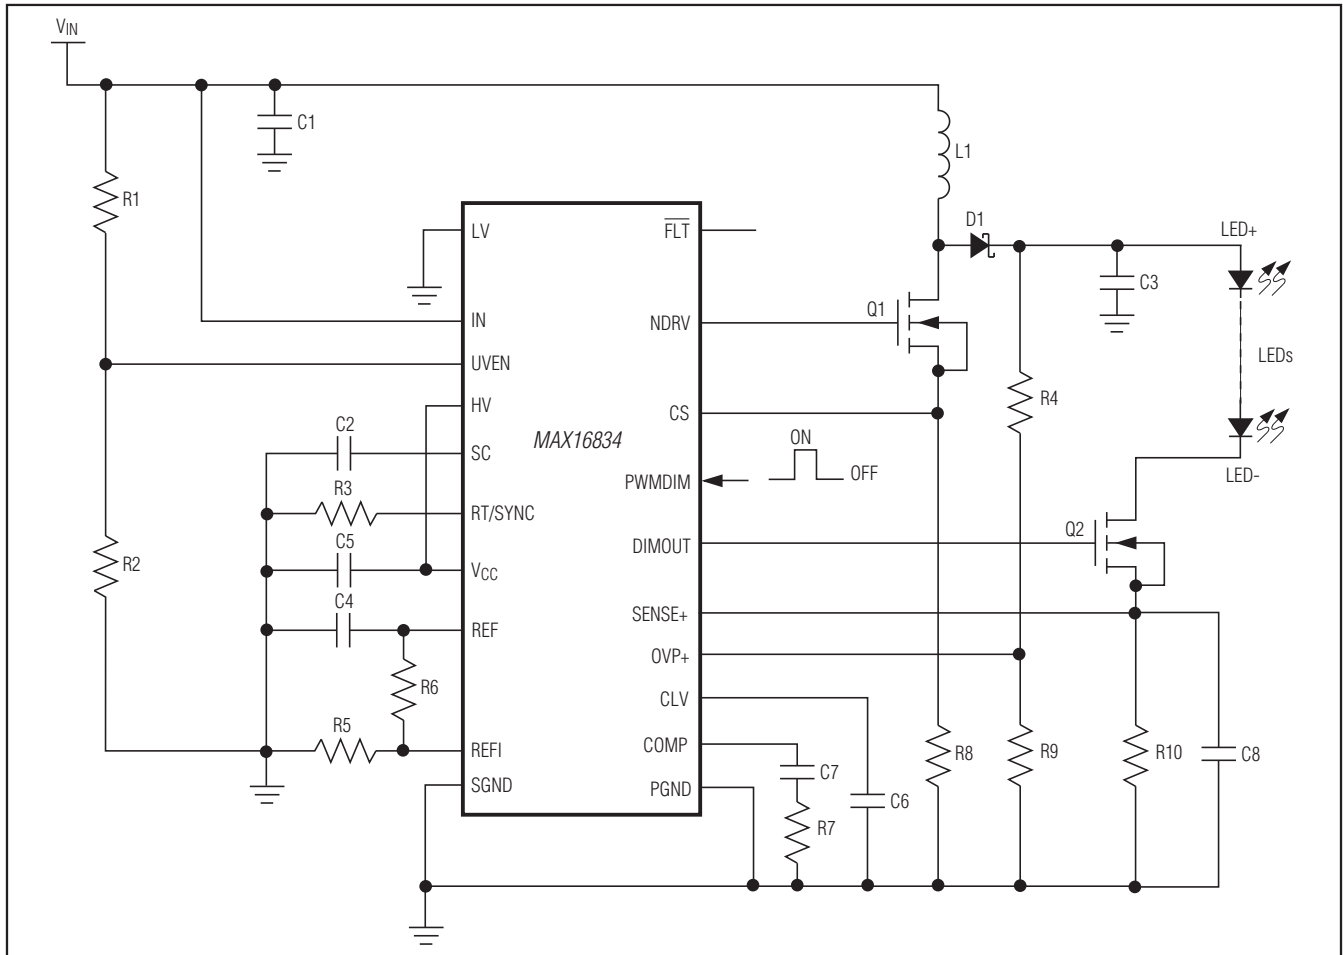 VIN
C1
R1
L1
D1
LED+
LV
FLT
C3
IN
NDRV
Q1
UVEN
LEDs
HV
CS
R4
C2
MAX16834
ON
SC
OFF
PWMDIM
LED-
R3
RT/SYNC
Q2
C5
DIMOUT
R2
VCC
C4
SENSE+
REF
OVP+
R6
CLV
R5
REFI
COMP
R8
R9
R10
C8
C7
SGND
PGND
C6
R7